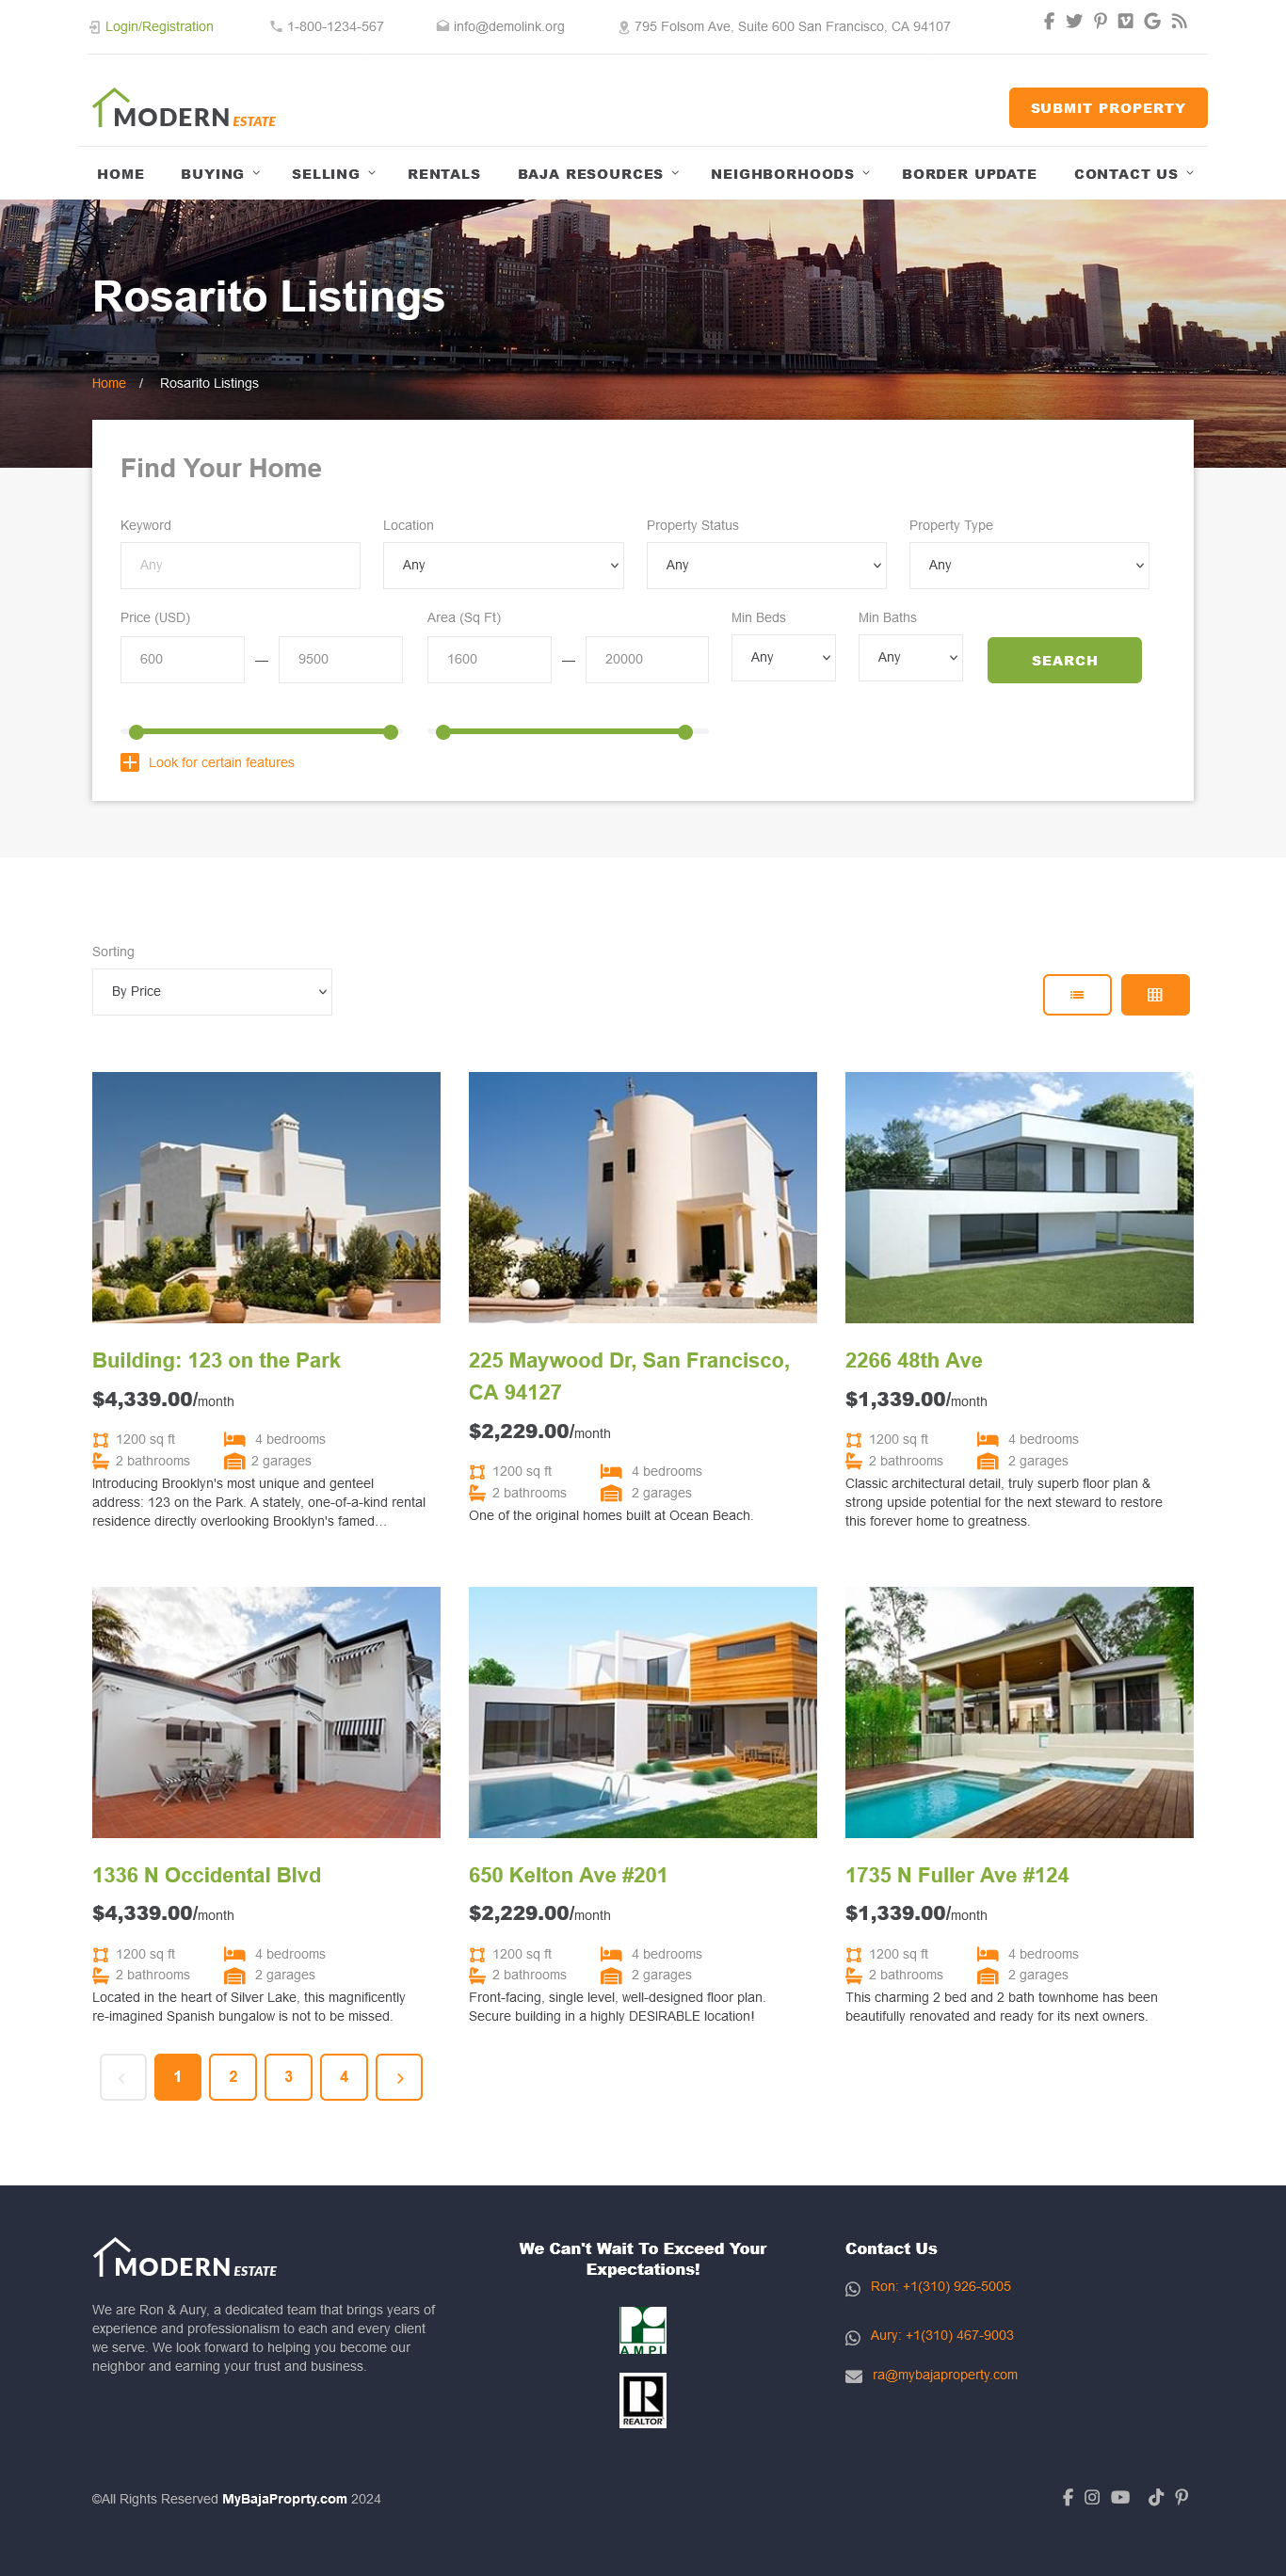 Login/Registration
1-800-1234-567
info@demolink.org
795 Folsom Ave, Suite 600 San Francisco, CA 94107
MODERN ESTATE
SUBMIT PROPERTY
HOME
BUYING
SELLING
RENTALS
BAJA RESOURCES
NEIGHBORHOODS
BORDER UPDATE
CONTACT US
Rosarito Listings
Home / Rosarito Listings
Find Your Home
Keyword
Location
Property Status
Property Type
Any
Any
Any
Any
Price (USD)
Area (Sq Ft)
Min Beds
Min Baths
600 — 9500
1600 — 20000
Any
Any
SEARCH
Look for certain features
Sorting
By Price
Building: 123 on the Park
$4,339.00/month
1200 sq ft
4 bedrooms
2 bathrooms
2 garages
Introducing Brooklyn's most unique and genteel
address: 123 on the Park. A stately, one-of-a-kind rental
residence directly overlooking Brooklyn's famed…
225 Maywood Dr, San Francisco,
CA 94127
$2,229.00/month
1200 sq ft
4 bedrooms
2 bathrooms
2 garages
One of the original homes built at Ocean Beach.
2266 48th Ave
$1,339.00/month
1200 sq ft
4 bedrooms
2 bathrooms
2 garages
Classic architectural detail, truly superb floor plan &
strong upside potential for the next steward to restore
this forever home to greatness.
1336 N Occidental Blvd
$4,339.00/month
1200 sq ft
4 bedrooms
2 bathrooms
2 garages
Located in the heart of Silver Lake, this magnificently
re-imagined Spanish bungalow is not to be missed.
650 Kelton Ave #201
$2,229.00/month
1200 sq ft
4 bedrooms
2 bathrooms
2 garages
Front-facing, single level, well-designed floor plan.
Secure building in a highly DESIRABLE location!
1735 N Fuller Ave #124
$1,339.00/month
1200 sq ft
4 bedrooms
2 bathrooms
2 garages
This charming 2 bed and 2 bath townhome has been
beautifully renovated and ready for its next owners.
1 2 3 4
MODERN ESTATE
We are Ron & Aury, a dedicated team that brings years of
experience and professionalism to each and every client
we serve. We look forward to helping you become our
neighbor and earning your trust and business.
We Can't Wait To Exceed Your
Expectations!
AMPI
REALTOR
Contact Us
Ron: +1(310) 926-5005
Aury: +1(310) 467-9003
ra@mybajaproperty.com
©All Rights Reserved MyBajaProprty.com 2024